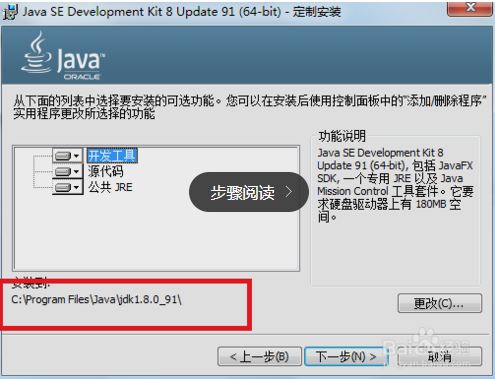 Java SE Development Kit 8 Update 91 (64-bit) - 定制安装
Java™
ORACLE
从下面的列表中选择要安装的可选功能。您可以在安装后使用控制面板中的"添加/删除程序"
实用程序更改所选择的功能
开发工具
源代码
公共 JRE
功能说明
Java SE Development Kit 8
Update 91 (64-bit), 包括 JavaFX
SDK, 一个专用 JRE 以及 Java
Mission Control 工具套件。它要
求硬盘驱动器上有 180MB 空
间。
步骤阅读
安装到:
C:\Program Files\Java\jdk1.8.0_91\
更改(C)...
< 上一步(B)
下一步(N) >
取消
Baidu 经验